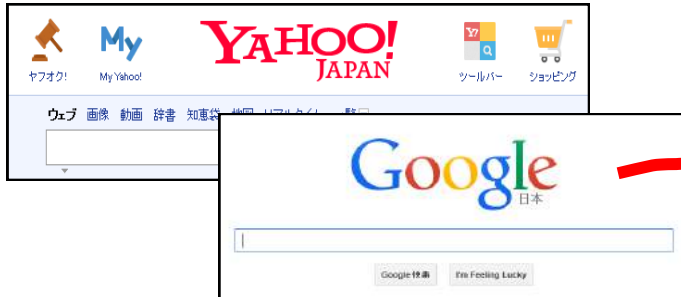 My
YAHOO!
JAPAN
ヤフオク!
My Yahoo!
ツールバー
ショッピング
ウェブ 画像 動画 辞書 知恵袋
Google
日本
Google 検索
I'm Feeling Lucky